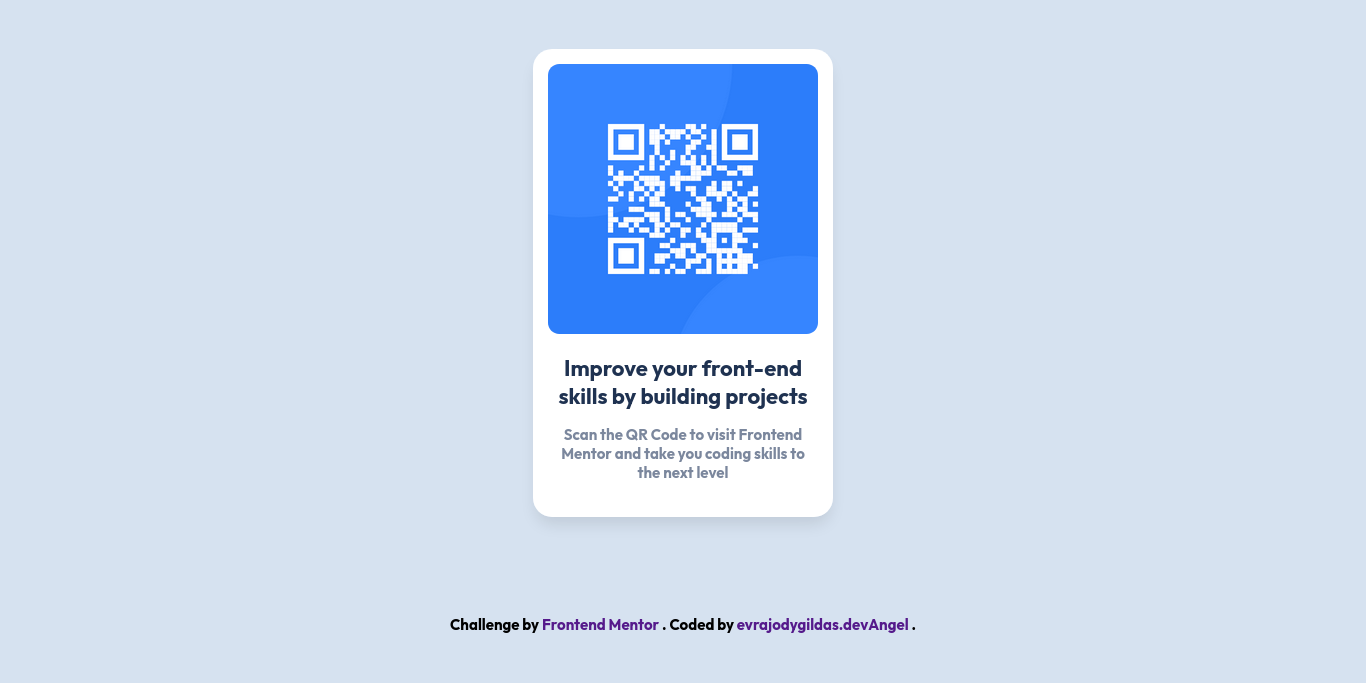 Improve your front-end
skills by building projects
Scan the QR Code to visit Frontend
Mentor and take you coding skills to
the next level
Challenge by Frontend Mentor . Coded by evrajodygildas.devAngel .